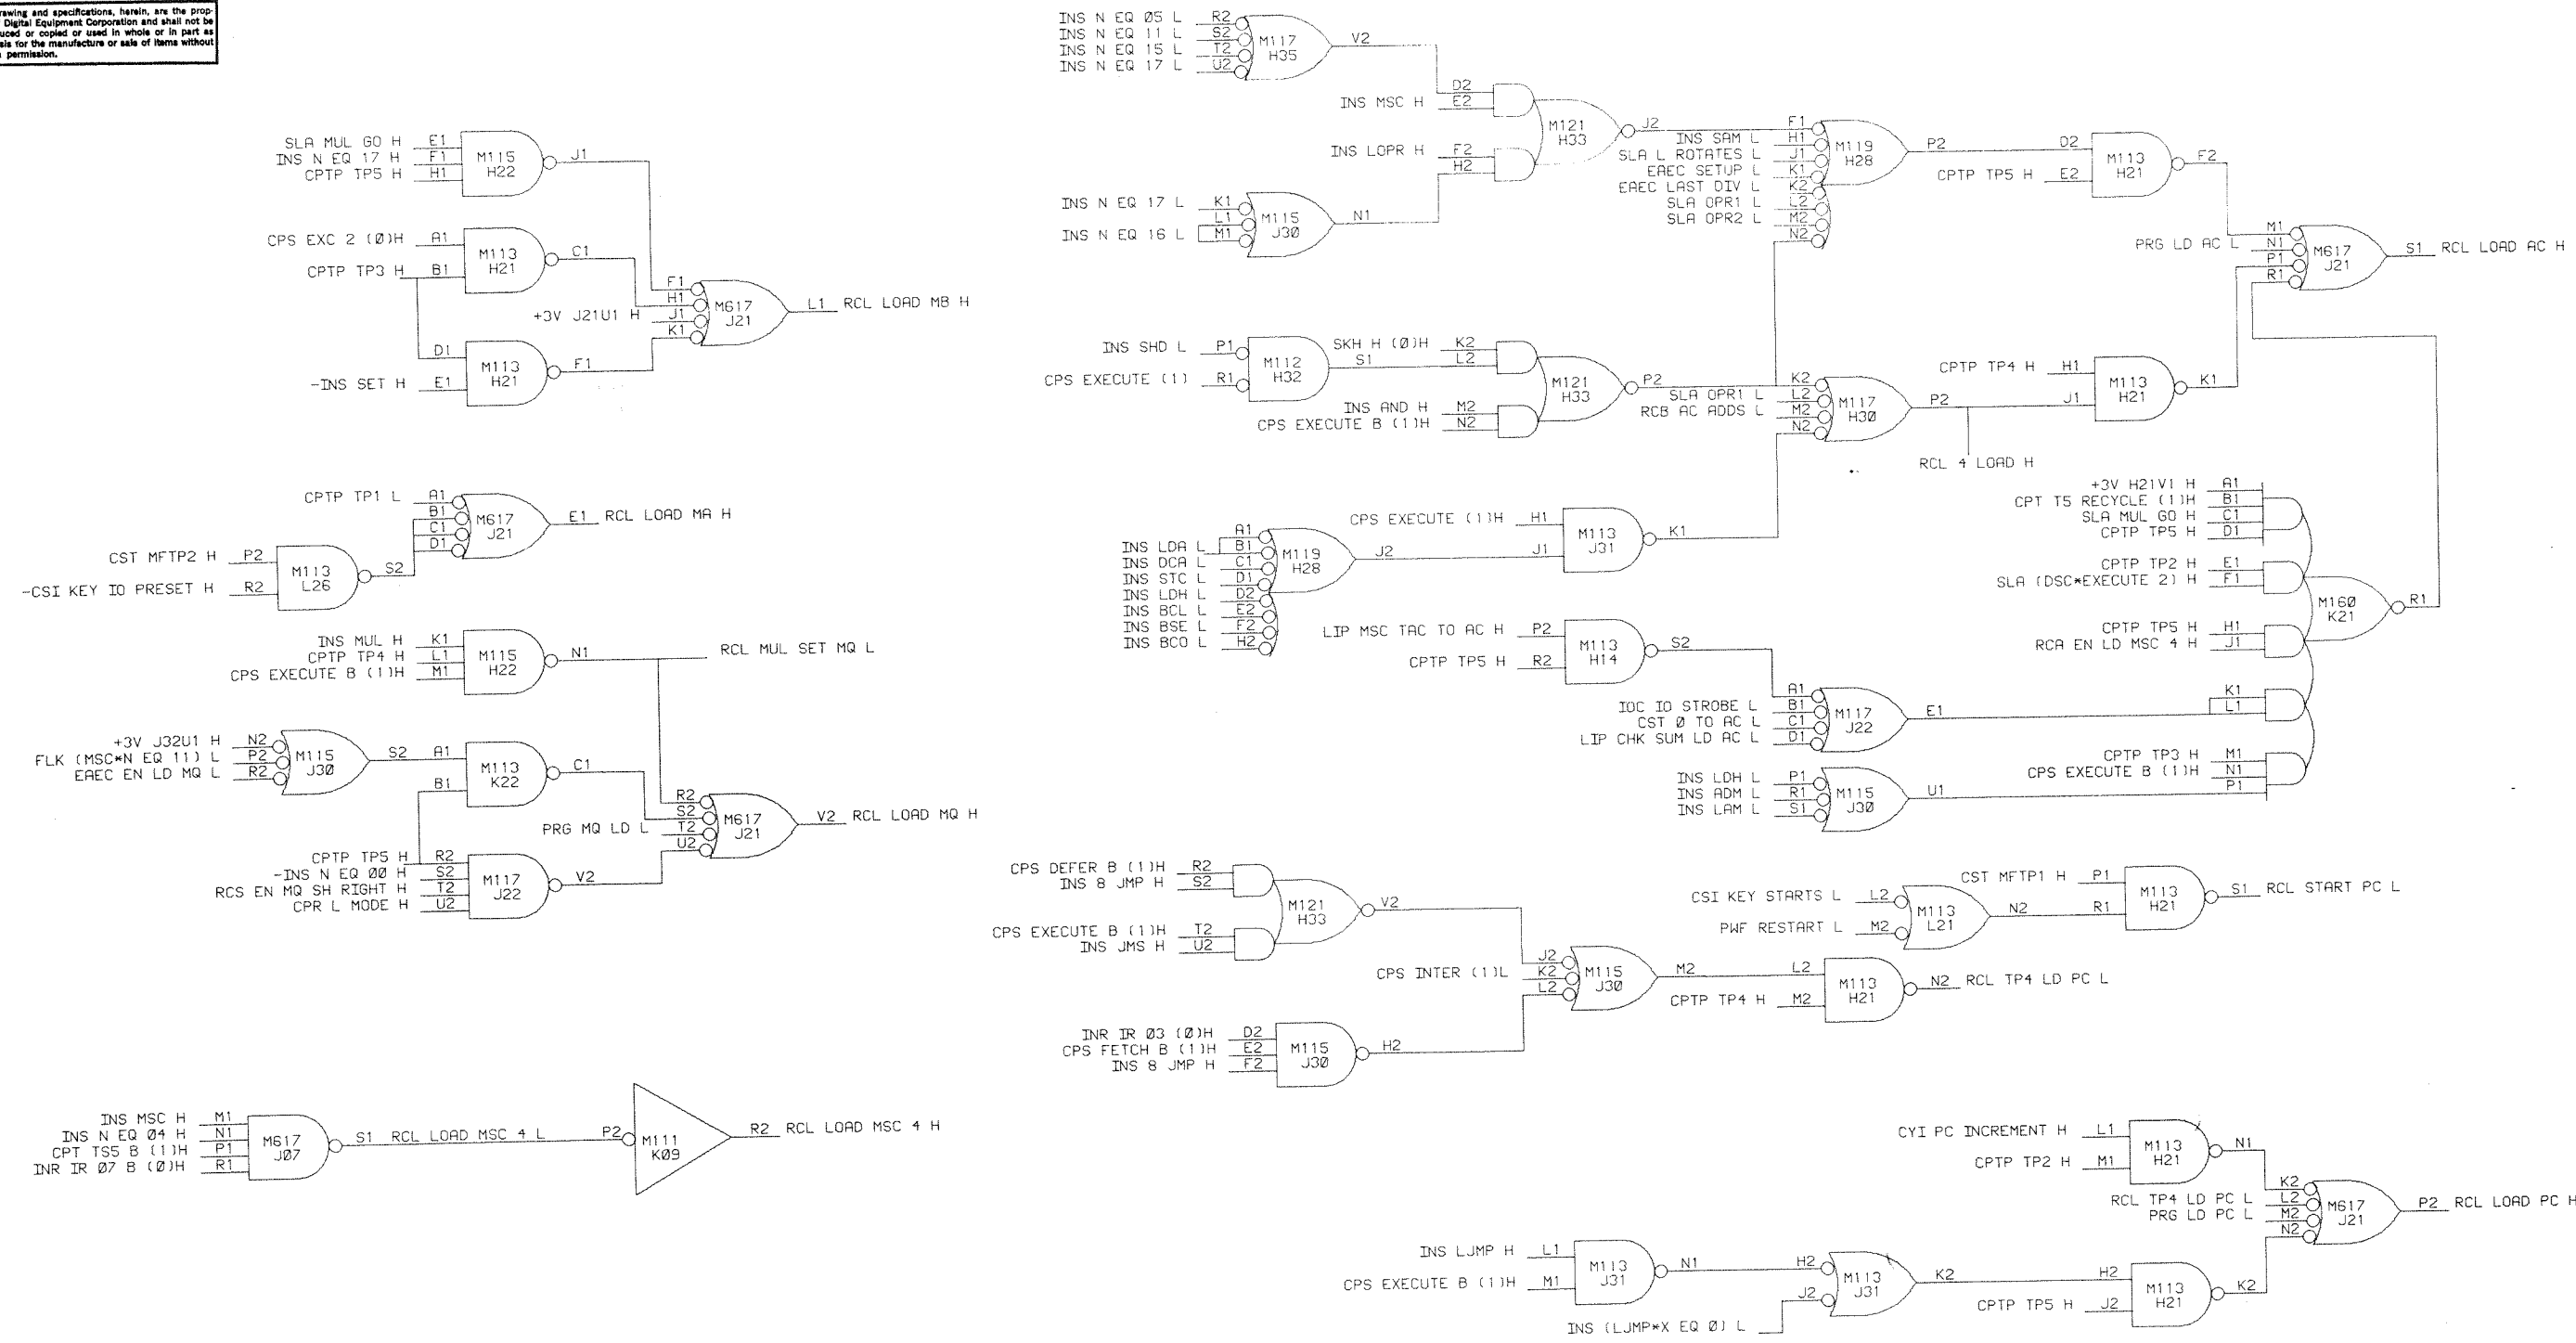 rawing and specifications, herein, are the prop-
Digital Equipment Corporation and shall not be
uced or copied or used in whole or in part as
sis for the manufacture or sale of items without
permission.
SLA MUL GO H E1
INS N EQ 17 H F1
CPTP TP5 H H1
M115
H22
J1
CPS EXC 2 (Ø)H A1
CPTP TP3 H B1
M113
H21
C1
D1
-INS SET H E1
M113
H21
F1
F1
H1
+3V J21U1 H J1
K1
M617
J21
L1 RCL LOAD MB H
CPTP TP1 L A1
B1
C1
D1
M617
J21
E1 RCL LOAD MA H
CST MFTP2 H P2
-CSI KEY IO PRESET H R2
M113
L26
S2
INS MUL H K1
CPTP TP4 H L1
CPS EXECUTE B (1)H M1
M115
H22
N1
RCL MUL SET MQ L
+3V J32U1 H N2
FLK (MSC*N EQ 11) L P2
EAEC EN LD MQ L R2
M115
J30
S2 A1
B1
M113
K22
C1
CPTP TP5 H R2
-INS N EQ 00 H S2
RCS EN MQ SH RIGHT H T2
CPR L MODE H U2
M117
J22
V2
R2
S2
PRG MQ LD L T2
U2
M617
J21
V2 RCL LOAD MQ H
INS MSC H M1
INS N EQ Ø4 H N1
CPT TS5 B (1)H P1
INR IR Ø7 B (Ø)H R1
M617
J07
S1 RCL LOAD MSC 4 L P2
M111
K09
R2 RCL LOAD MSC 4 H
INS N EQ Ø5 L R2
INS N EQ 11 L S2
INS N EQ 15 L T2
INS N EQ 17 L U2
M117
H35
V2
D2
INS MSC H E2
INS LOPR H F2
H2
M121
H33
J2
INS N EQ 17 L K1
L1
INS N EQ 16 L M1
M115
J30
N1
F1
INS SAM L H1
SLA L ROTATES L J1
EAEC SETUP L K1
EAEC LAST DIV L K2
SLA OPR1 L L2
SLA OPR2 L M2
N2
M119
H28
P2 D2
CPTP TP5 H E2
M113
H21
F2
M1
PRG LD AC L N1
P1
R1
M617
J21
S1 RCL LOAD AC H
INS SHD L P1
CPS EXECUTE (1) R1
M112
H32
SKH H (Ø)H K2
S1 L2
INS AND H M2
CPS EXECUTE B (1)H N2
M121
H33
P2
K2
SLA OPR1 L L2
RCB AC ADDS L M2
N2
M117
H30
P2
RCL 4 LOAD H
CPTP TP4 H H1
J1
M113
H21
K1
A1
INS LDA L B1
INS DCA L C1
INS STC L D1
INS LDH L D2
INS BCL L E2
INS BSE L F2
INS BCO L H2
M119
H28
J2
CPS EXECUTE (1)H H1
J1
M113
J31
K1
LIP MSC TAC TO AC H P2
CPTP TP5 H R2
M113
H14
S2
A1
IOC IO STROBE L B1
CST Ø TO AC L C1
LIP CHK SUM LD AC L D1
M117
J22
E1
INS LDH L P1
INS ADM L R1
INS LAM L S1
M115
J30
U1
+3V H21V1 H A1
CPT T5 RECYCLE (1)H B1
SLA MUL GO H C1
CPTP TP5 H D1
CPTP TP2 H E1
SLA (DSC*EXECUTE 2) H F1
CPTP TP5 H H1
RCA EN LD MSC 4 H J1
K1
L1
CPTP TP3 H M1
CPS EXECUTE B (1)H N1
P1
M160
K21
R1
CPS DEFER B (1)H R2
INS 8 JMP H S2
CPS EXECUTE B (1)H T2
INS JMS H U2
M121
H33
V2
J2
CPS INTER (1)L K2
L2
M115
J30
M2
INR IR Ø3 (Ø)H D2
CPS FETCH B (1)H E2
INS 8 JMP H F2
M115
J30
H2
CSI KEY STARTS L L2
PWF RESTART L M2
M113
L21
N2
CST MFTP1 H P1
R1
M113
H21
S1 RCL START PC L
L2
CPTP TP4 H M2
M113
H21
N2 RCL TP4 LD PC L
CYI PC INCREMENT H L1
CPTP TP2 H M1
M113
H21
N1
K2
RCL TP4 LD PC L L2
PRG LD PC L M2
N2
M617
J21
P2 RCL LOAD PC H
INS LJMP H L1
CPS EXECUTE B (1)H M1
M113
J31
N1
H2
J2
INS (LJMP*X EQ Ø) L
M113
J31
K2
H2
CPTP TP5 H J2
M113
H21
K2